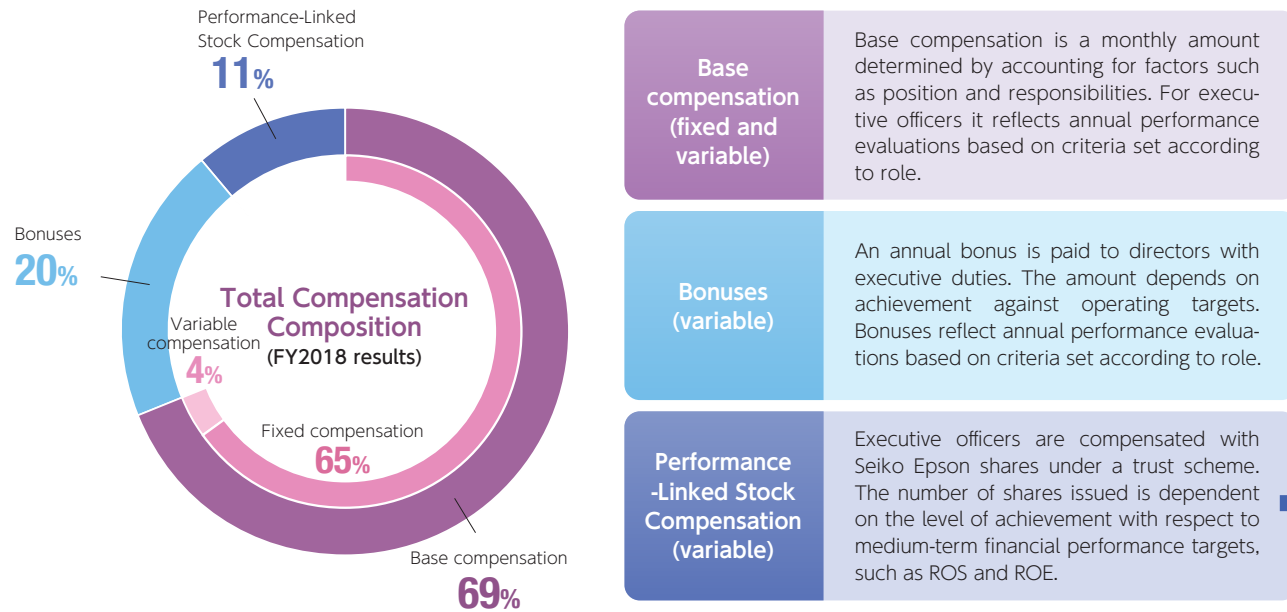 Performance-Linked
Stock Compensation
11%
Bonuses
20%
Total Compensation
Composition
(FY2018 results)
Variable
compensation
4%
Fixed compensation
65%
Base compensation
69%
Base
compensation
(fixed and
variable)
Base compensation is a monthly amount
determined by accounting for factors such
as position and responsibilities. For execu-
tive officers it reflects annual performance
evaluations based on criteria set according
to role.
Bonuses
(variable)
An annual bonus is paid to directors with
executive duties. The amount depends on
achievement against operating targets.
Bonuses reflect annual performance evalua-
tions based on criteria set according to role.
Performance
-Linked Stock
Compensation
(variable)
Executive officers are compensated with
Seiko Epson shares under a trust scheme.
The number of shares issued is dependent
on the level of achievement with respect to
medium-term financial performance targets,
such as ROS and ROE.